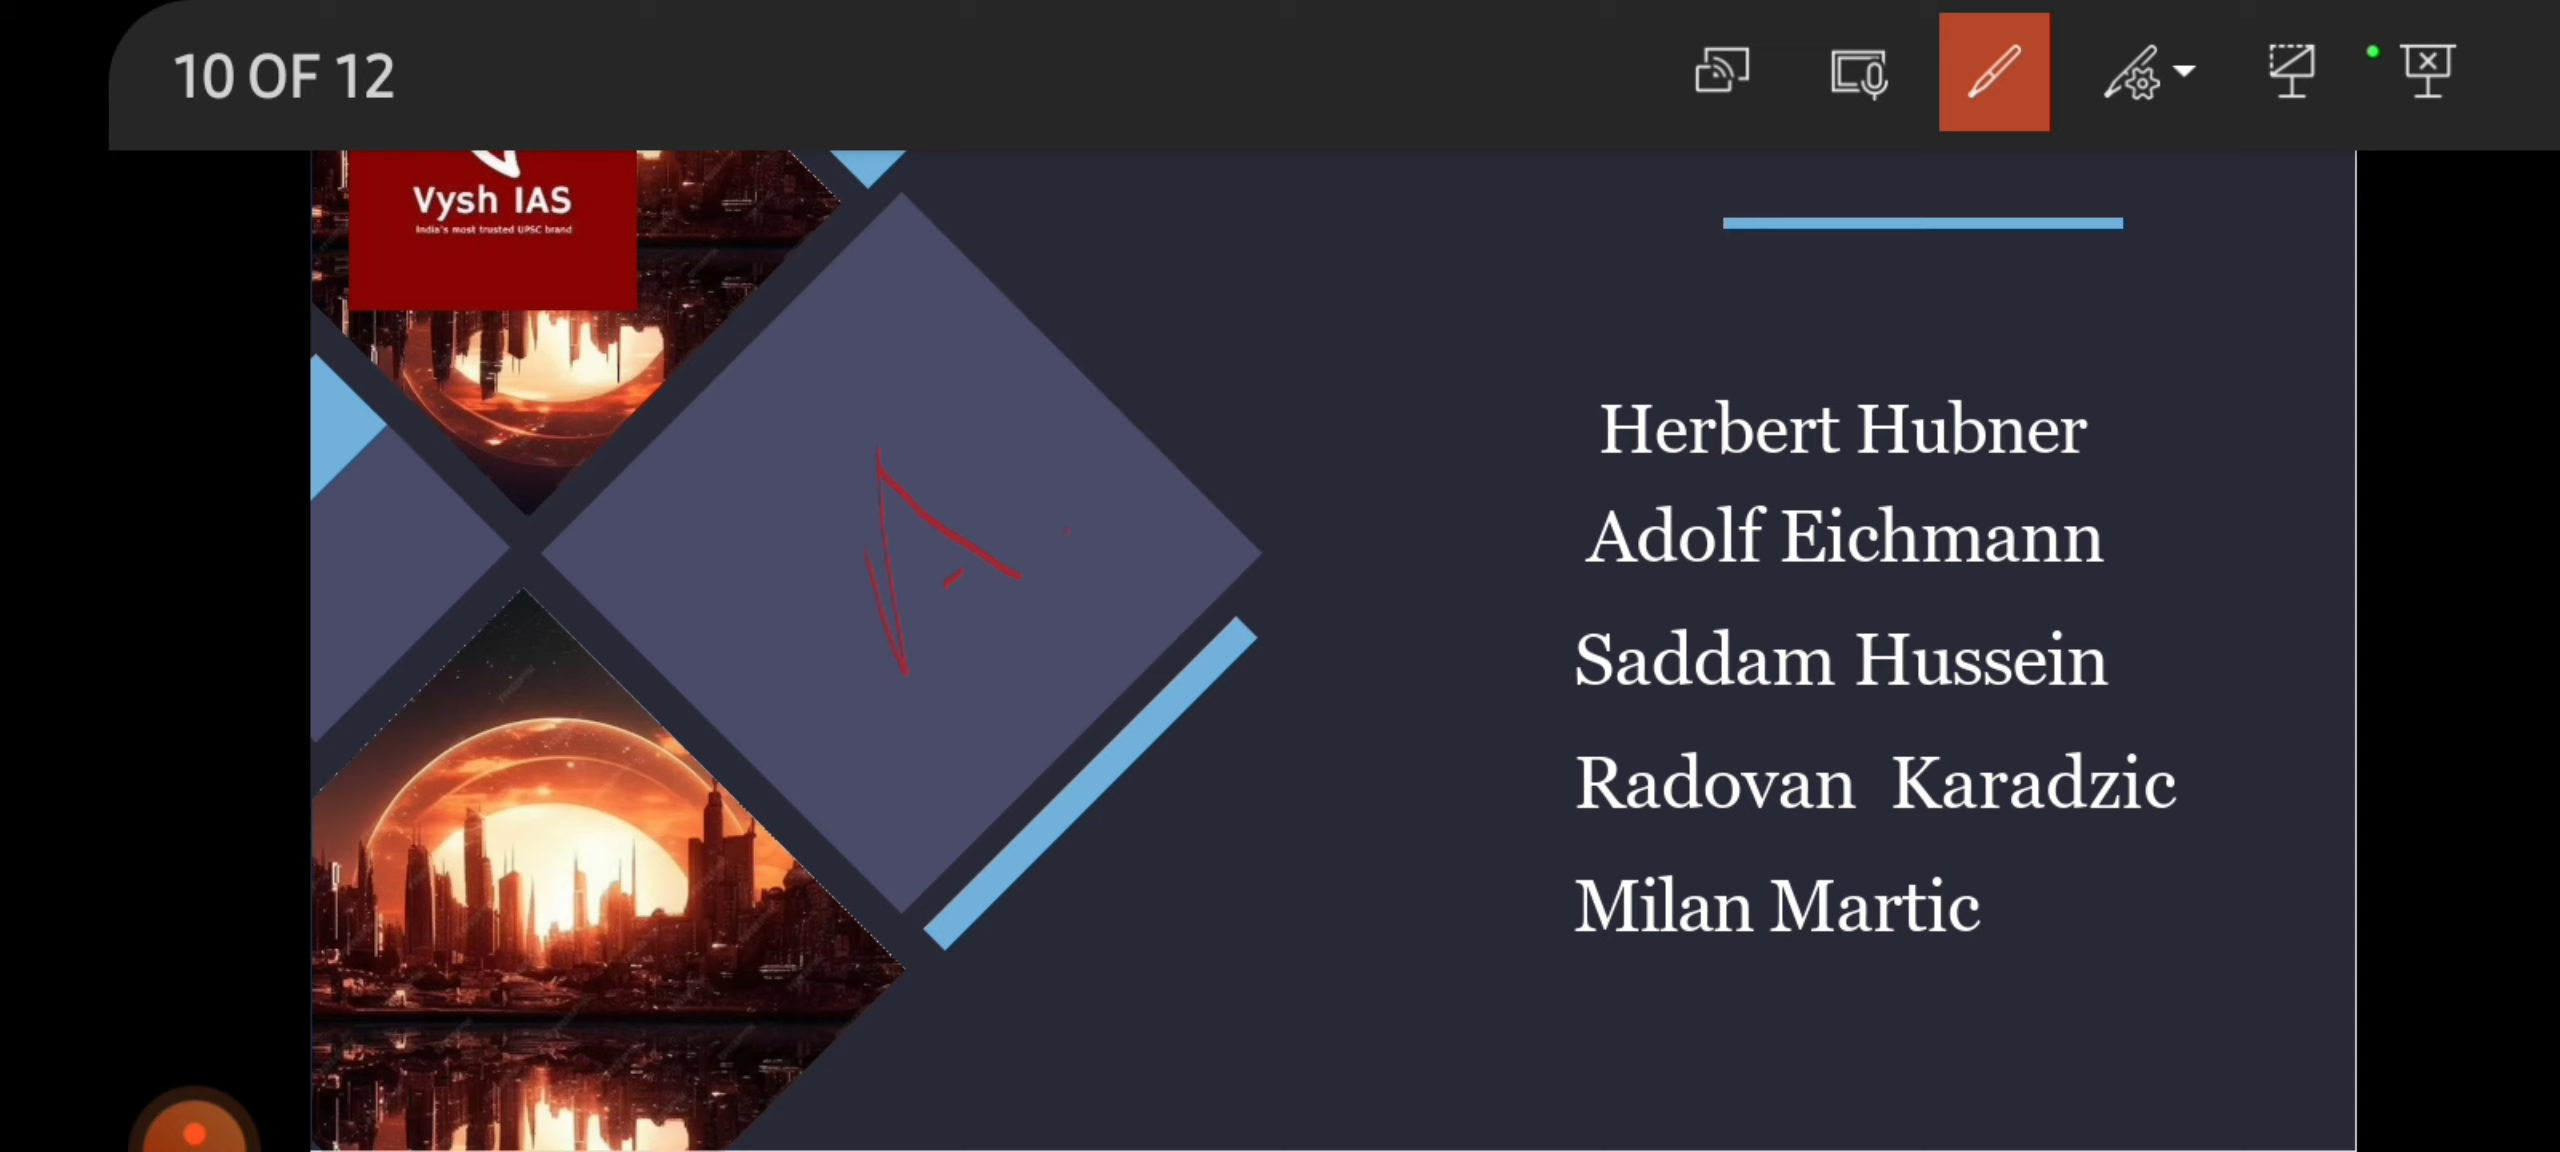 10 OF 12
Vysh IAS
India's most trusted UPSC brand
Herbert Hubner
Adolf Eichmann
Saddam Hussein
Radovan Karadzic
Milan Martic